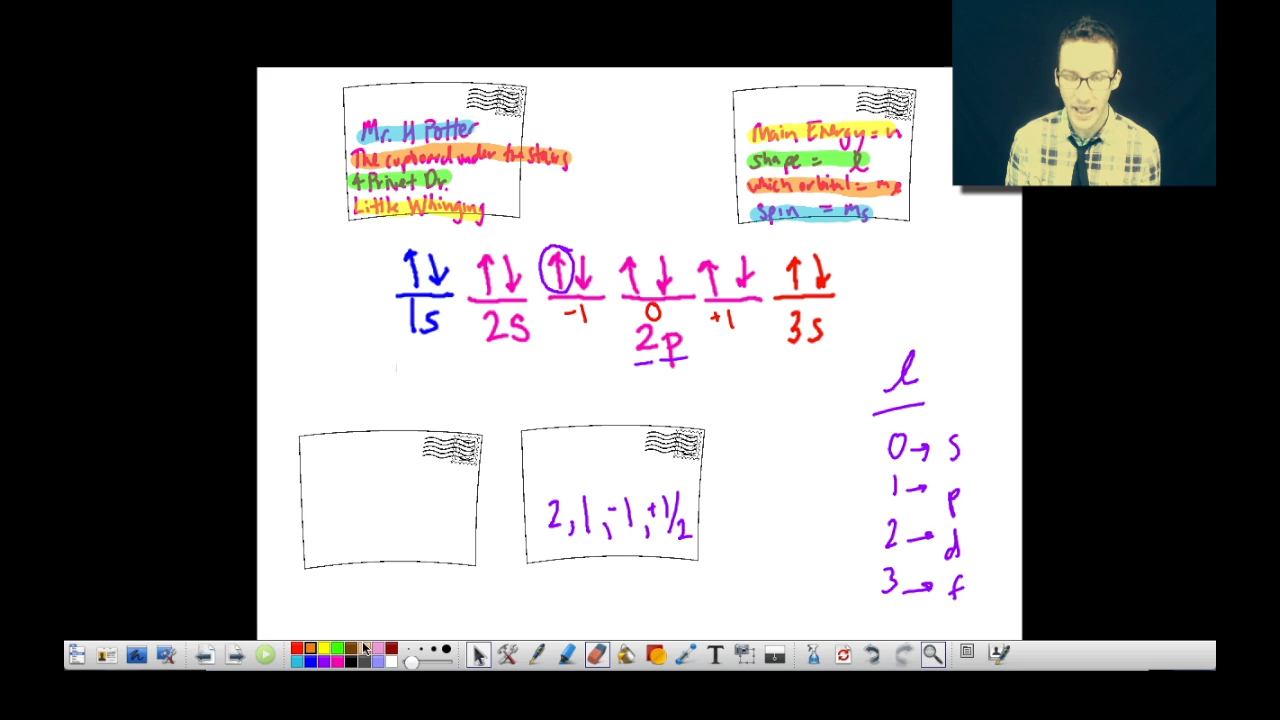 Mr. H Potter
The cupboard under the stairs
4 Privet Dr.
Little Whinging
Main Energy = n
shape = l
which orbital = ml
spin = ms
1s 2s -1 0 +1 3s
2p
l
0→ s
1→ p
2→ d
3→ f
2, 1, -1, +1/2
T